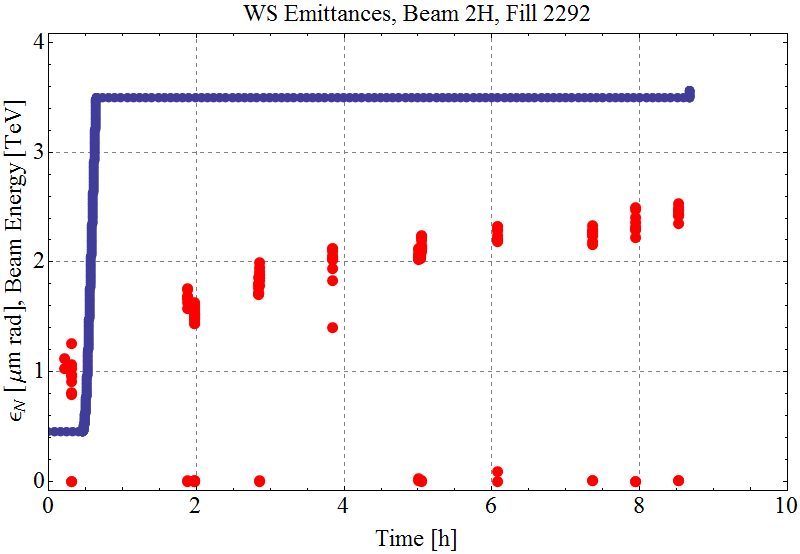 WS Emittances, Beam 2H, Fill 2292
ϵN [μm rad], Beam Energy [TeV]
4
3
2
1
0
0 2 4 6 8 10
Time [h]